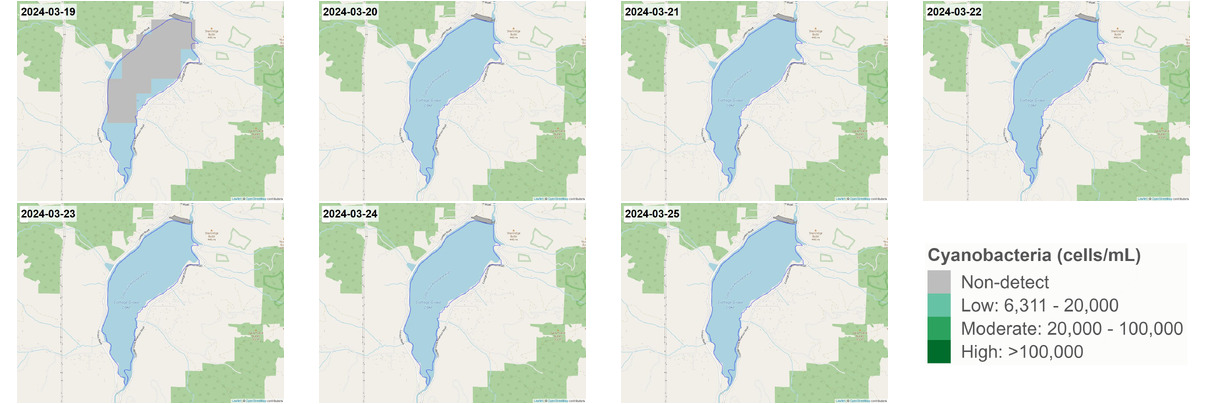 2024-03-19
2024-03-20
2024-03-21
2024-03-22
2024-03-23
2024-03-24
2024-03-25
Cyanobacteria (cells/mL)
Non-detect
Low: 6,311 - 20,000
Moderate: 20,000 - 100,000
High: >100,000